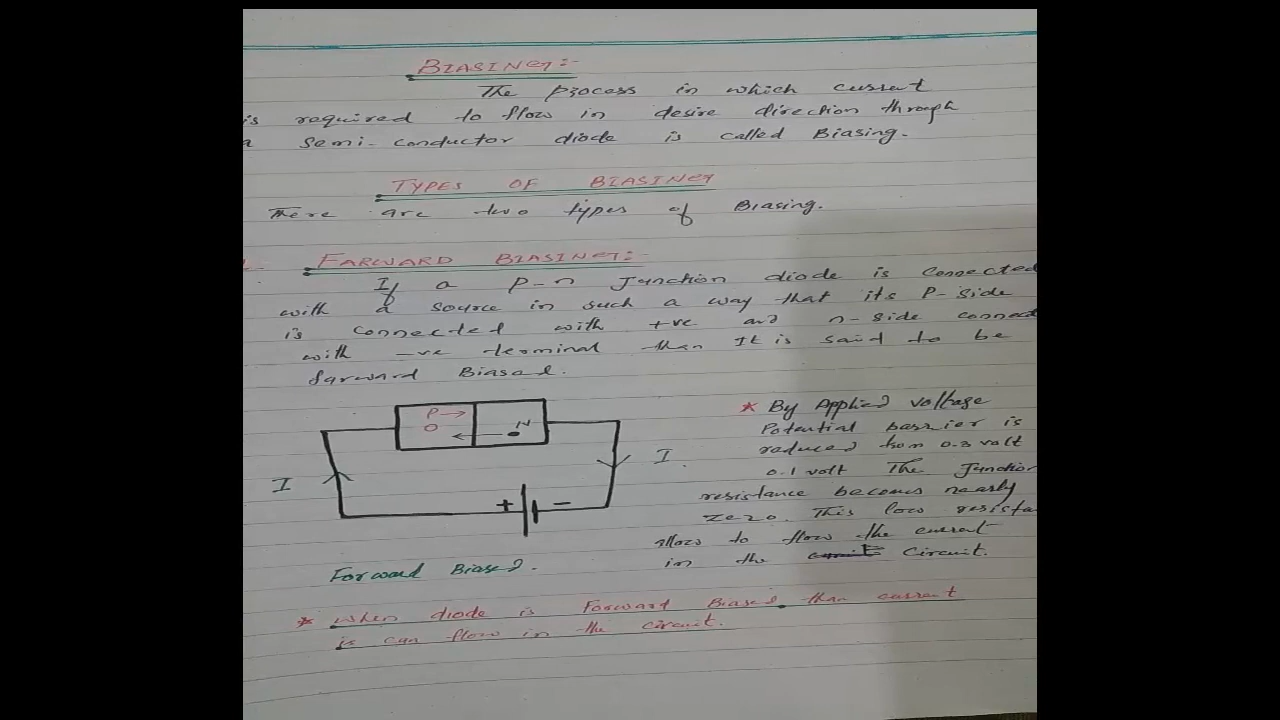 BIASING:-
The process in which current
is required to flow in desire direction through
a semi-conductor diode is called Biasing.
TYPES OF BIASING
There are two types of Biasing.
1. FARWARD BIASING:-
If a p-n Junction diode is connected
with a source in such a way that its P-side
is connected with +ve and n-side connect
with -ve terminal than It is said to be
farward Biased.
P → N
O ←
I
I.
+ -
Forward Biased.
* By Applied voltage
Potential barrier is
reduced from 0.3 volt
0.1 volt The Junction
resistance becomes nearly
zero. This low resista
allows to flow the current
in the circuit.
* When diode is Forward Biased than current
is can flow in the circuit.